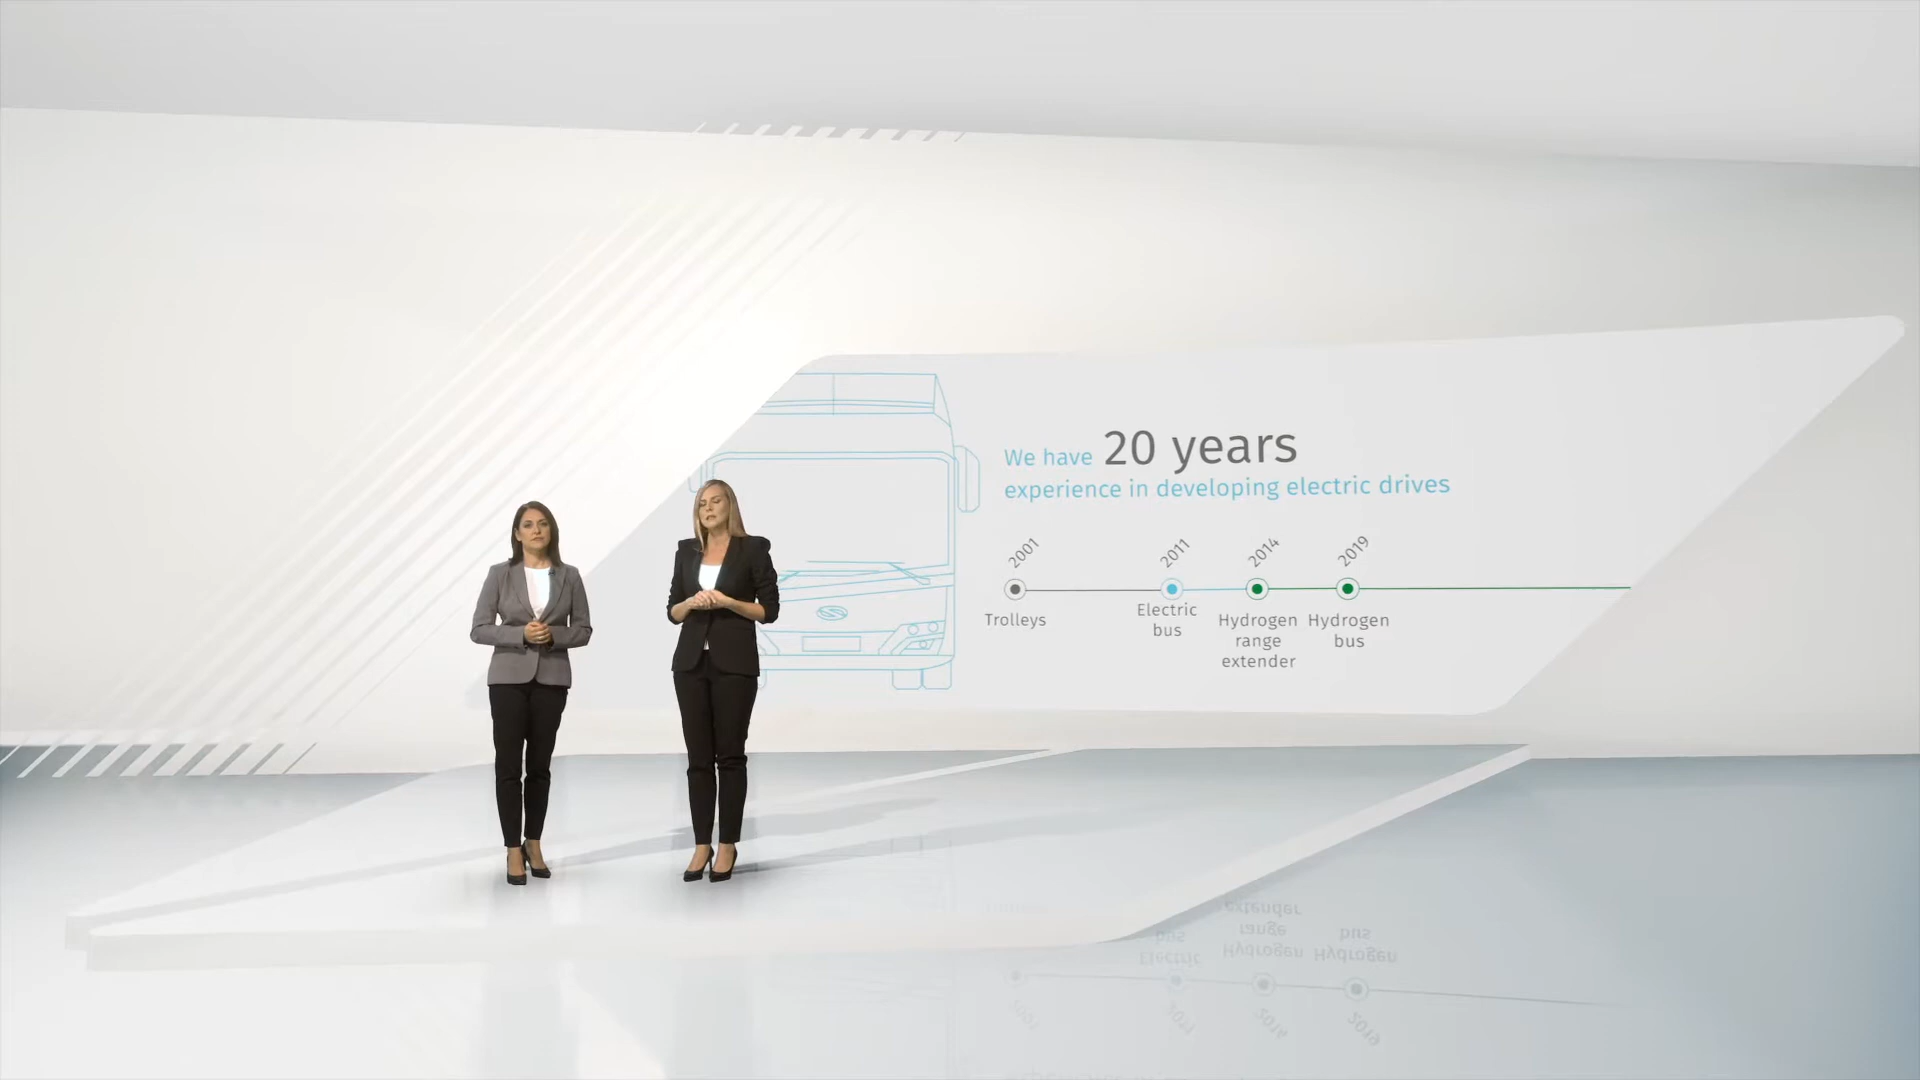 We have 20 years
experience in developing electric drives
2001
2011
2014
2019
Trolleys
Electric
bus
Hydrogen
range
extender
Hydrogen
bus